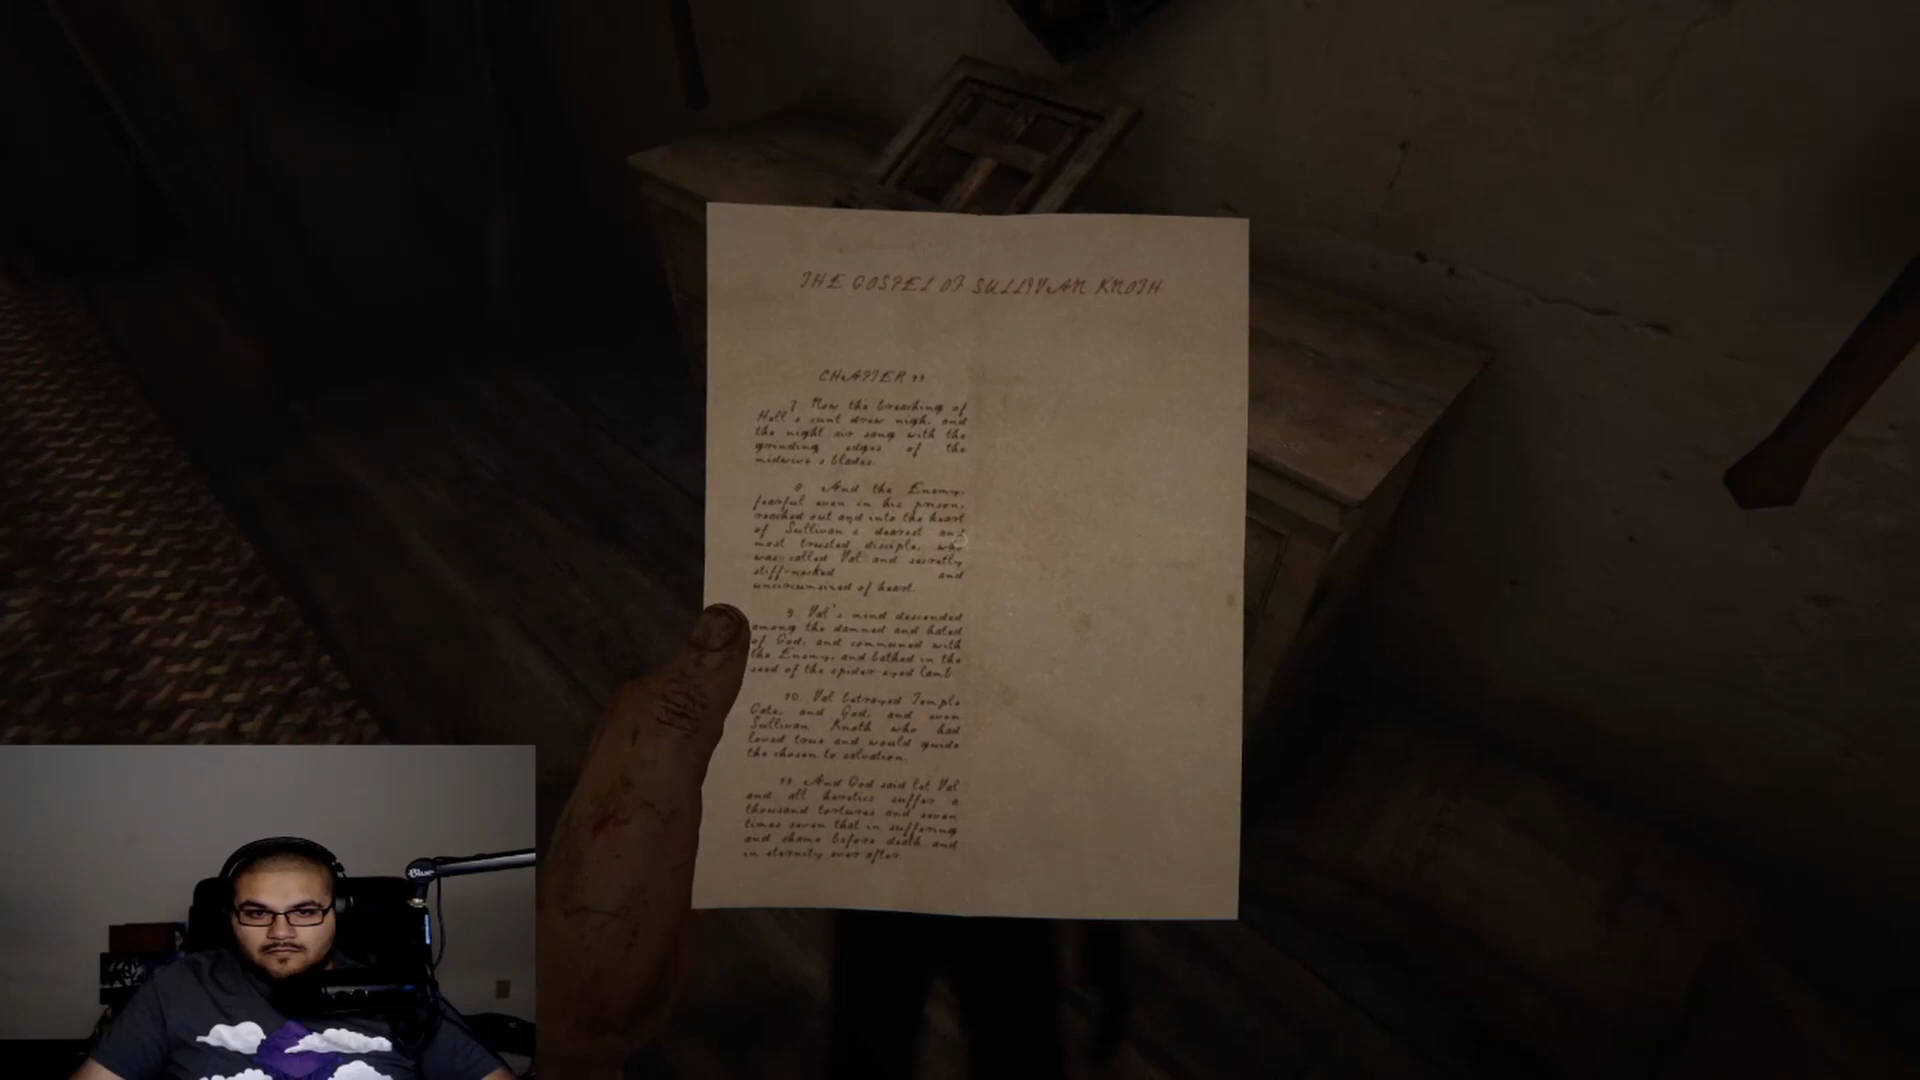 THE GOSPEL OF SULLIVAN KNOTH
CHAPTER 11
7. Now the breaching of
Hell's cunt drew nigh, and
the night air sang with the
grinding edges of the
midwive's blades.
8. And the Enemy,
fearful even in his prison,
reached out and into the heart
of Sullivan's dearest and
most trusted disciple, who
was called Val and secretly
stiff-necked and
uncircumsized of heart.
9. Val's mind descended
among the damned and hated
of God, and communed with
the Enemy, and bathed in the
seed of the spider-eyed lamb.
10. Val betrayed Temple
Gate, and God, and even
Sullivan Knoth who had
loved true and would guide
the chosen to salvation.
11. And God said let Val
and all heretics suffer a
thousand tortures and seven
times seven that in suffering
and shame before death and
in eternity ever after.
Blue